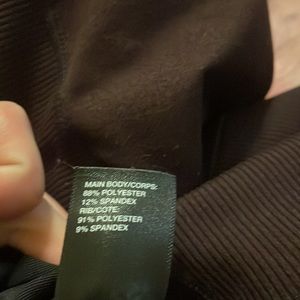 MAIN BODY/CORPS:
88% POLYESTER
12% SPANDEX
RIB/COTE:
91% POLYESTER
9% SPANDEX